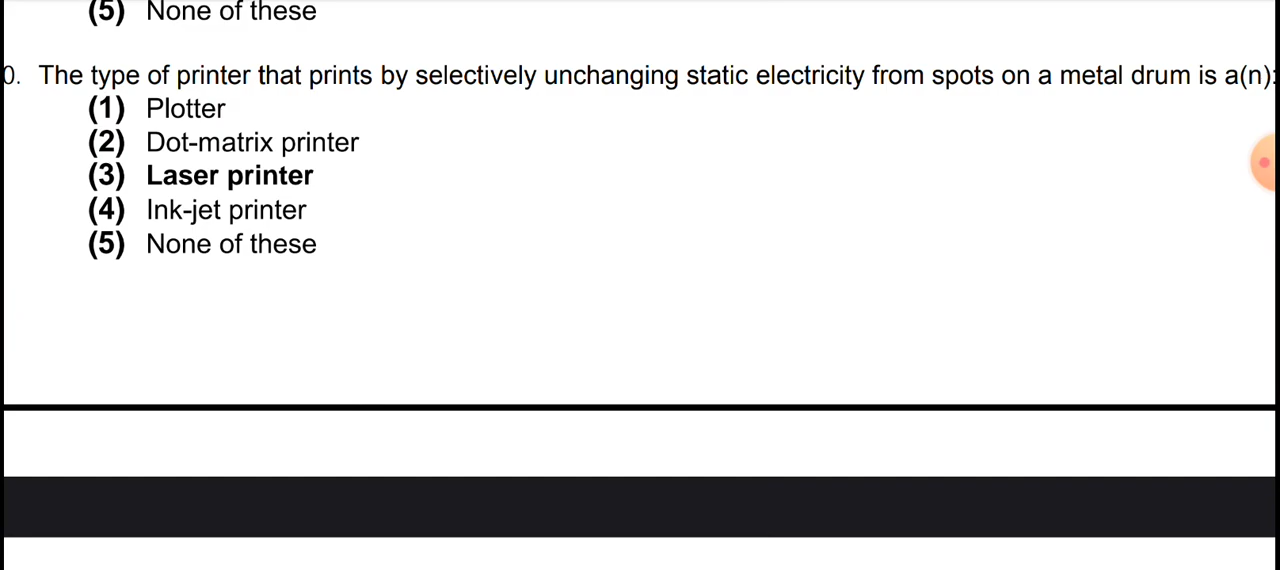 (5) None of these
0. The type of printer that prints by selectively unchanging static electricity from spots on a metal drum is a(n):
(1) Plotter
(2) Dot-matrix printer
(3) Laser printer
(4) Ink-jet printer
(5) None of these